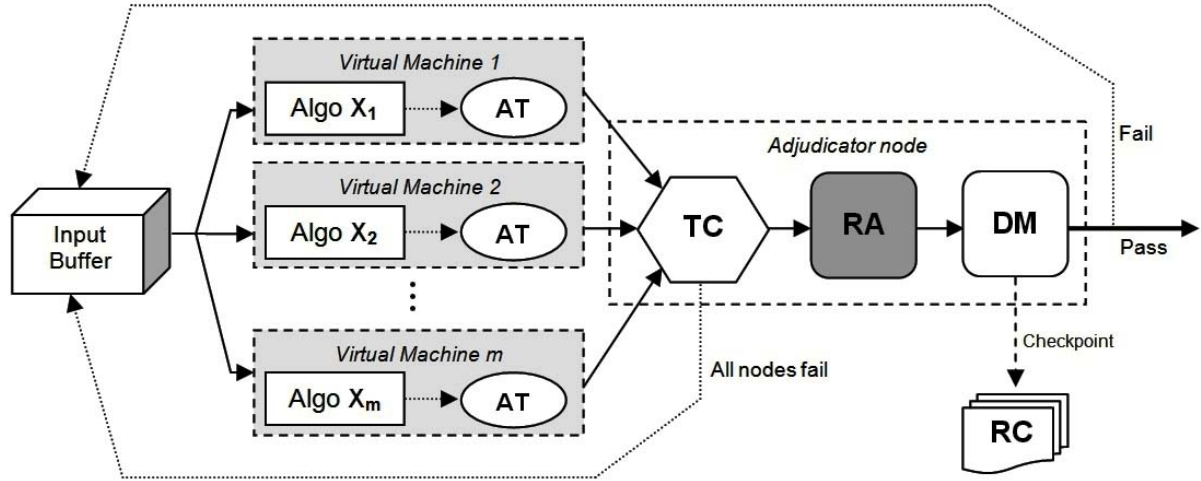 Virtual Machine 1
Algo X1
AT
Input
Buffer
Virtual Machine 2
Algo X2
AT
Virtual Machine m
Algo Xm
AT
Adjudicator node
TC
RA
DM
Fail
Pass
All nodes fail
Checkpoint
RC